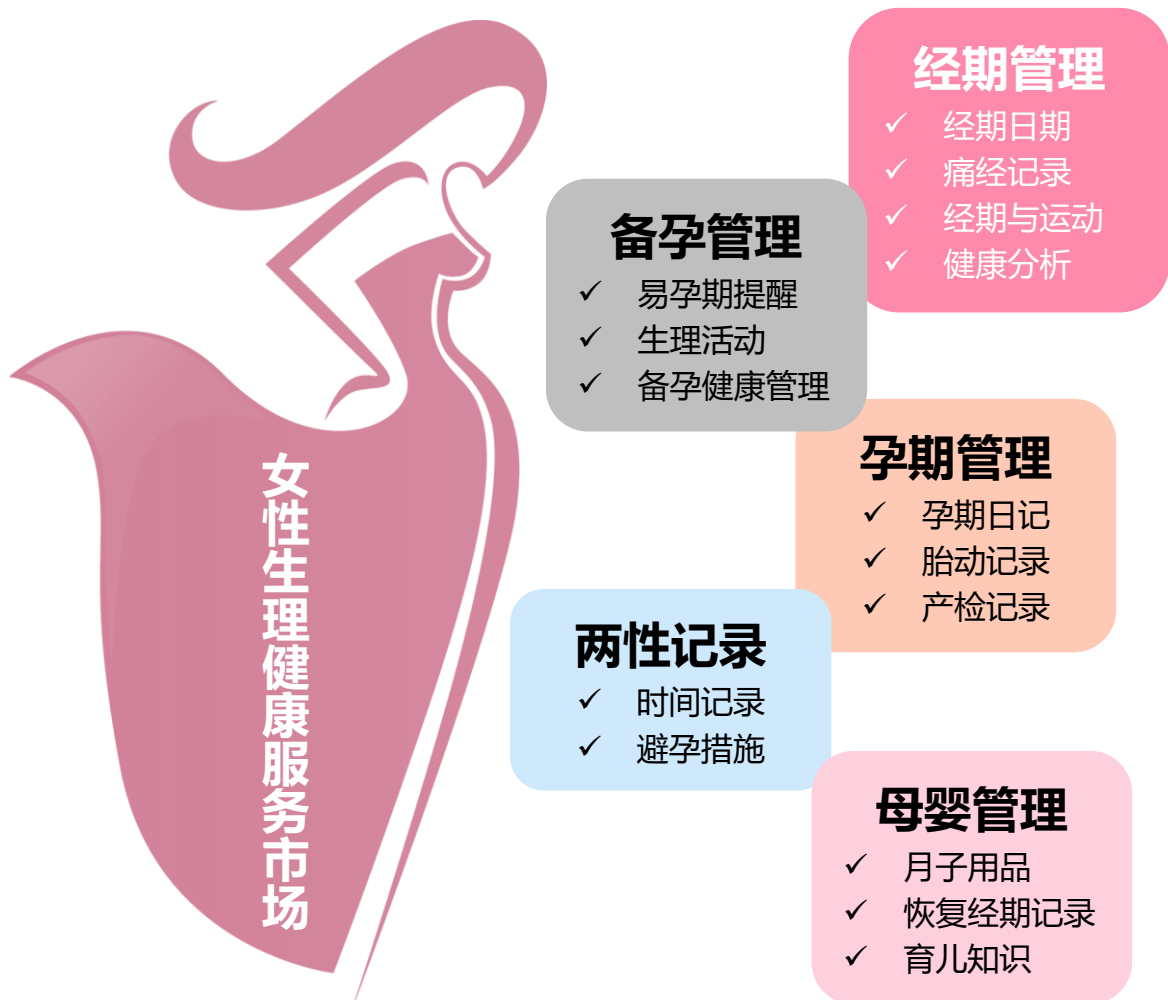 女性生理健康服务市场
经期管理
✓ 经期日期
✓ 痛经记录
✓ 经期与运动
✓ 健康分析
备孕管理
✓ 易孕期提醒
✓ 生理活动
✓ 备孕健康管理
孕期管理
✓ 孕期日记
✓ 胎动记录
✓ 产检记录
两性记录
✓ 时间记录
✓ 避孕措施
母婴管理
✓ 月子用品
✓ 恢复经期记录
✓ 育儿知识